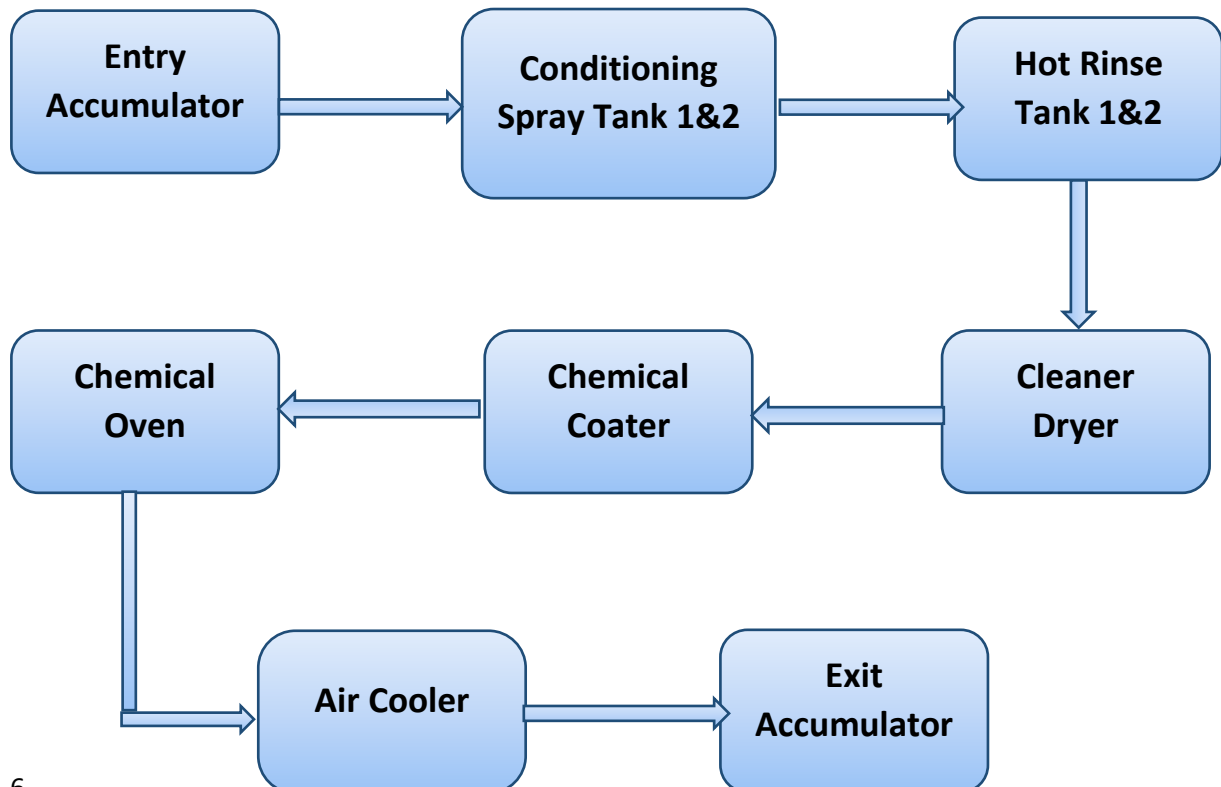 Entry
Accumulator
Conditioning
Spray Tank 1&2
Hot Rinse
Tank 1&2
Chemical
Oven
Chemical
Coater
Cleaner
Dryer
Air Cooler
Exit
Accumulator
6